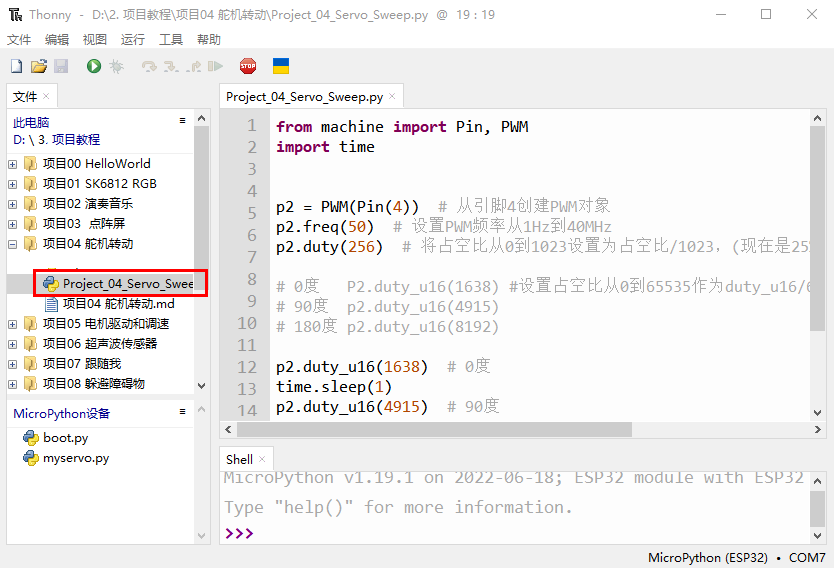 Thonny - D:\2. 项目教程\项目04 舵机转动\Project_04_Servo_Sweep.py @ 19 : 19
文件 编辑 视图 运行 工具 帮助
STOP
文件
此电脑
D: \ 3. 项目教程
项目00 HelloWorld
项目01 SK6812 RGB
项目02 演奏音乐
项目03 点阵屏
项目04 舵机转动
Project_04_Servo_Swee
项目04 舵机转动.md
项目05 电机驱动和调速
项目06 超声波传感器
项目07 跟随我
项目08 躲避障碍物
MicroPython设备
boot.py
myservo.py
Project_04_Servo_Sweep.py
1 from machine import Pin, PWM
2 import time
3
4
5 p2 = PWM(Pin(4))  # 从引脚4创建PWM对象
6 p2.freq(50)  # 设置PWM频率从1Hz到40MHz
7 p2.duty(256)  # 将占空比从0到1023设置为占空比/1023, (现在是25
8
9 # 0度   P2.duty_u16(1638) #设置占空比从0到65535作为duty_u16/6
10 # 90度  p2.duty_u16(4915)
11 # 180度 p2.duty_u16(8192)
12
13 p2.duty_u16(1638)  # 0度
14 time.sleep(1)
p2.duty_u16(4915)  # 90度
Shell
MicroPython v1.19.1 on 2022-06-18; ESP32 module with ESP32
Type "help()" for more information.
>>>
MicroPython (ESP32) • COM7